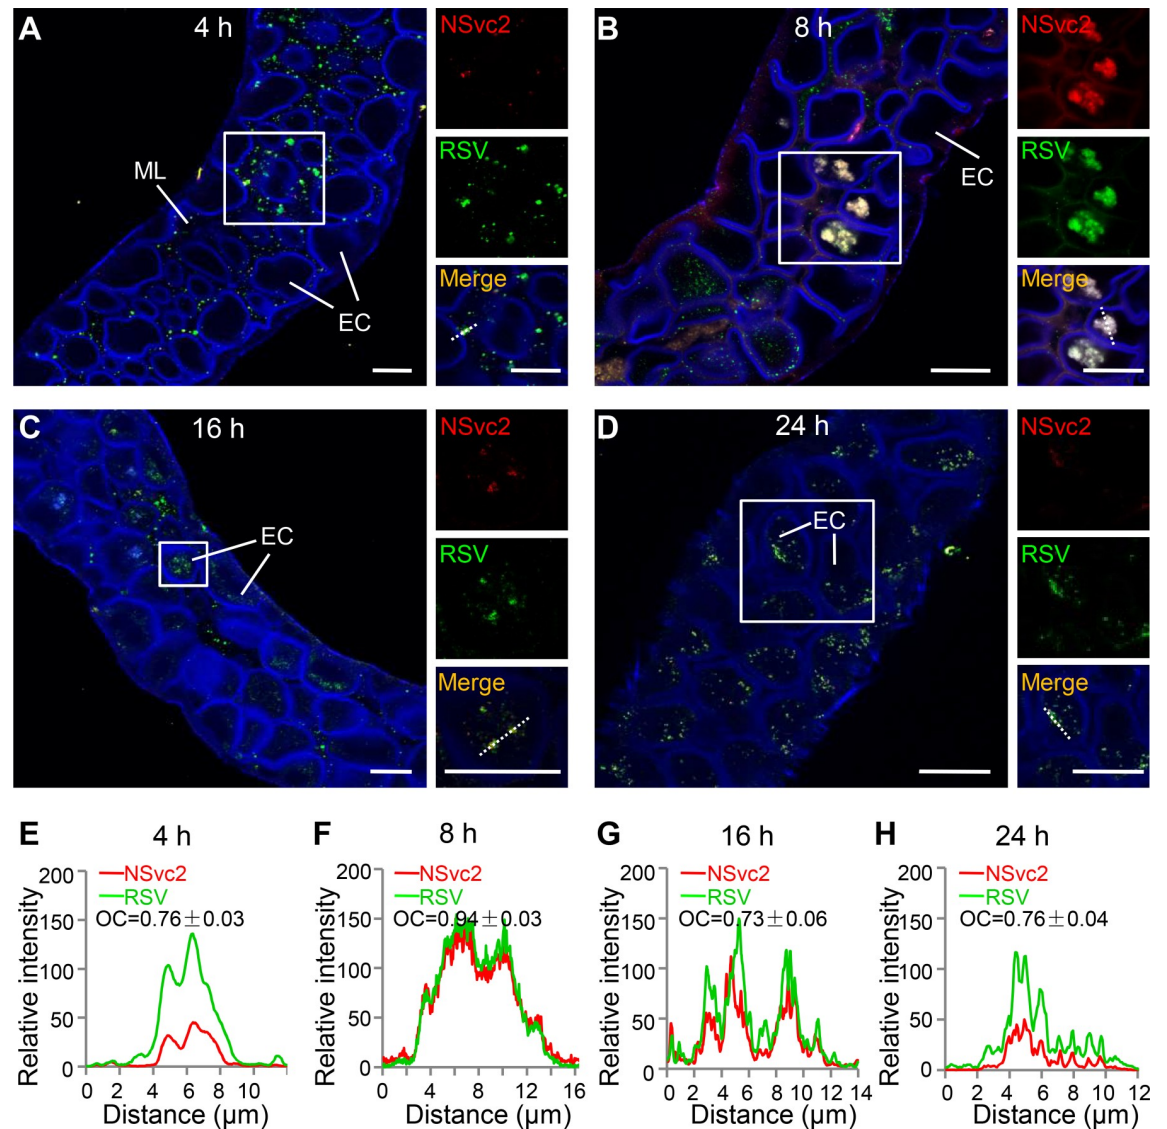 A
4 h
NSvc2
RSV
Merge
ML
EC
B
8 h
NSvc2
RSV
Merge
EC
C
16 h
NSvc2
RSV
Merge
EC
D
24 h
NSvc2
RSV
Merge
EC
E
4 h
NSvc2
RSV
OC=0.76±0.03
Relative intensity
200
150
100
50
0
0 2 4 6 8 10
Distance (µm)
F
8 h
NSvc2
RSV
OC=0.94±0.03
Relative intensity
200
150
100
50
0
0 4 8 12 16
Distance (µm)
G
16 h
NSvc2
RSV
OC=0.73±0.06
Relative intensity
200
150
100
50
0
0 2 4 6 8 10 12 14
Distance (µm)
H
24 h
NSvc2
RSV
OC=0.76±0.04
Relative intensity
200
150
100
50
0
0 2 4 6 8 10 12
Distance (µm)